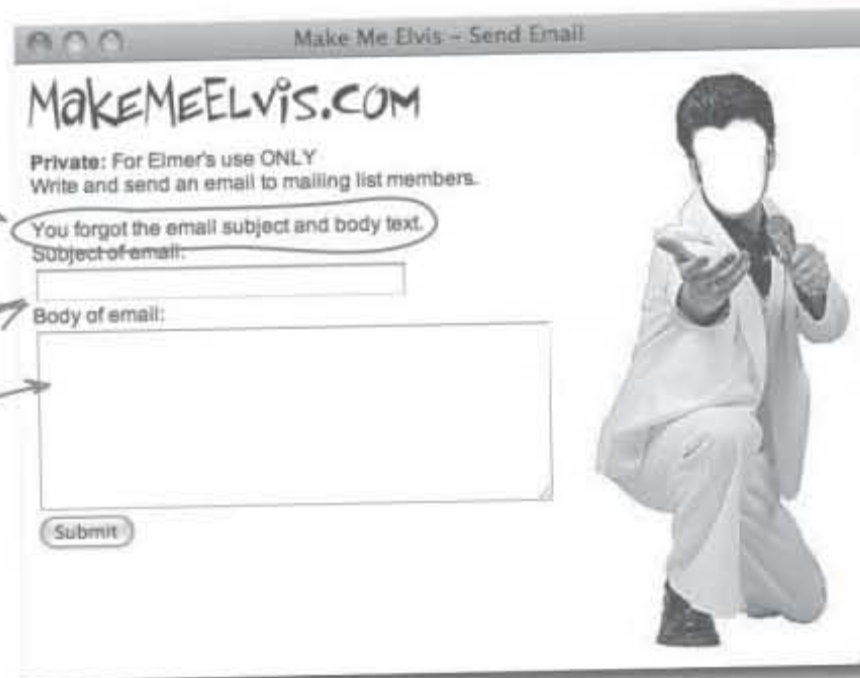 Make Me Elvis - Send Email
MakeMeELvis.com
Private: For Elmer's use ONLY
Write and send an email to mailing list members.
You forgot the email subject and body text.
Subject of email:
Body of email:
Submit